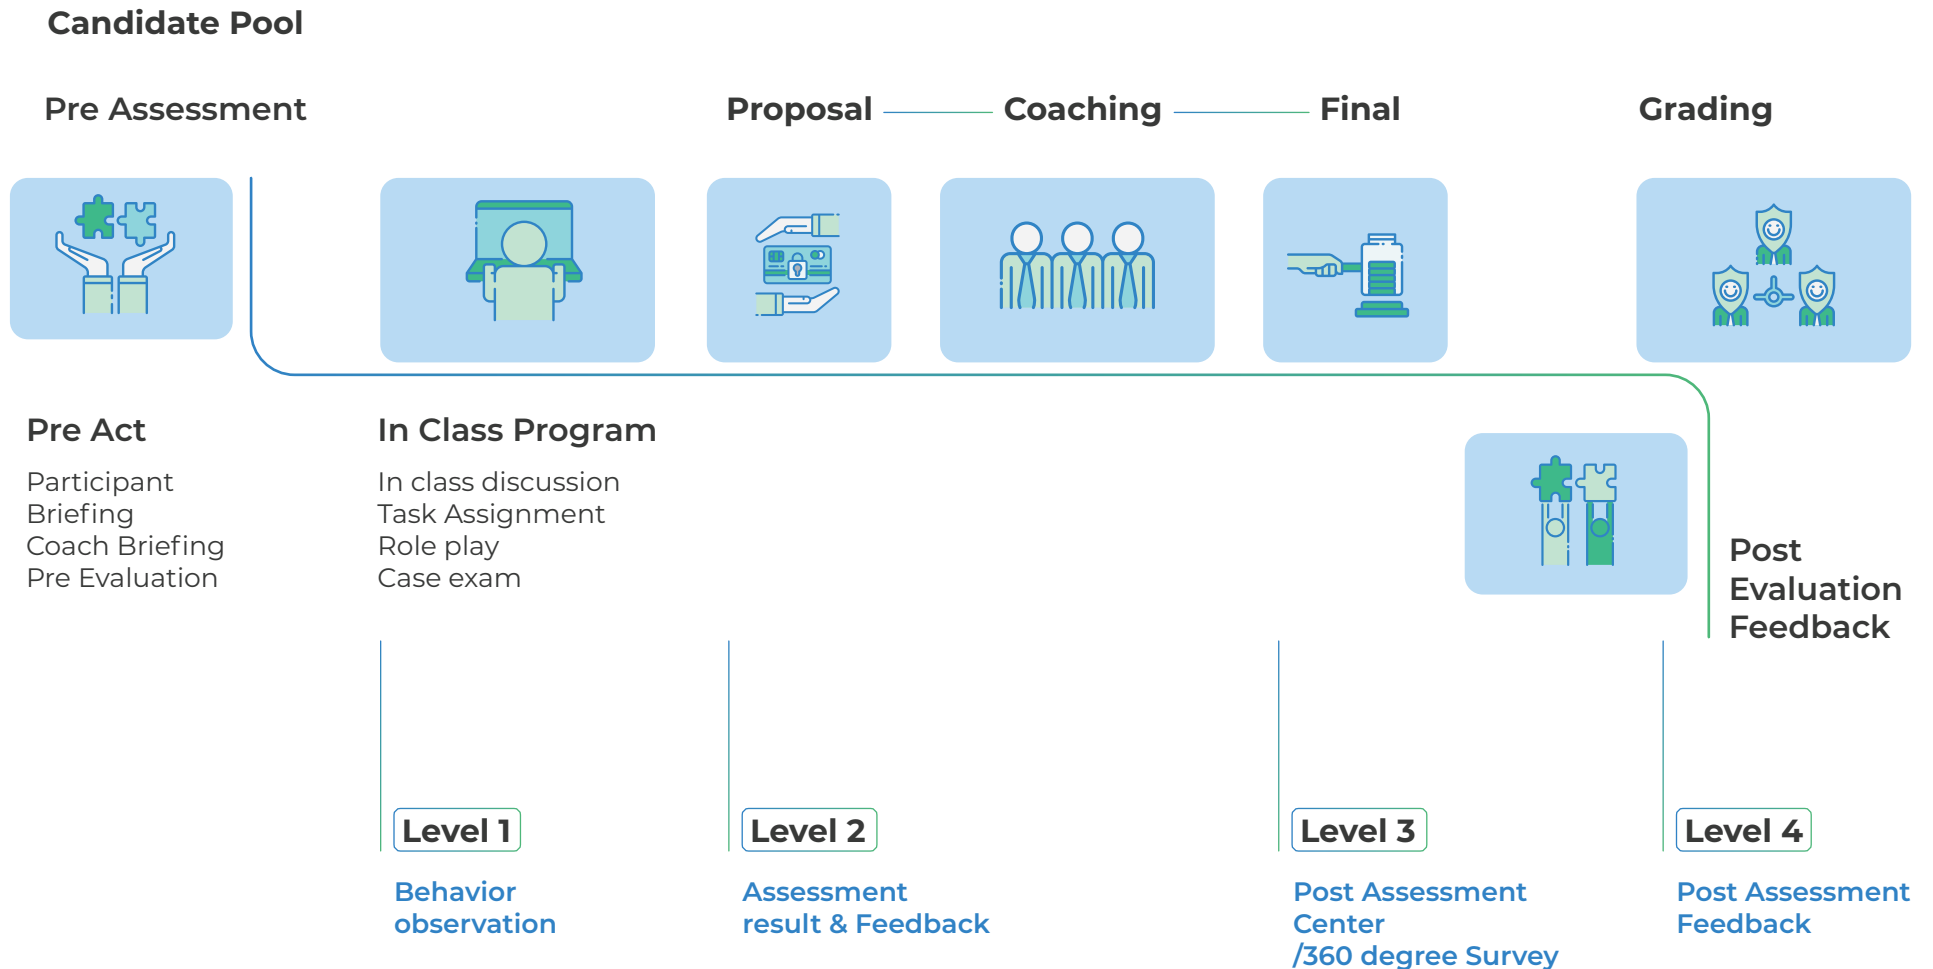 Candidate Pool
Pre Assessment
Proposal
Coaching
Final
Grading
Pre Act
Participant
Briefing
Coach Briefing
Pre Evaluation
In Class Program
In class discussion
Task Assignment
Role play
Case exam
Post
Evaluation
Feedback
Level 1
Behavior
observation
Level 2
Assessment
result & Feedback
Level 3
Post Assessment
Center
/360 degree Survey
Level 4
Post Assessment
Feedback